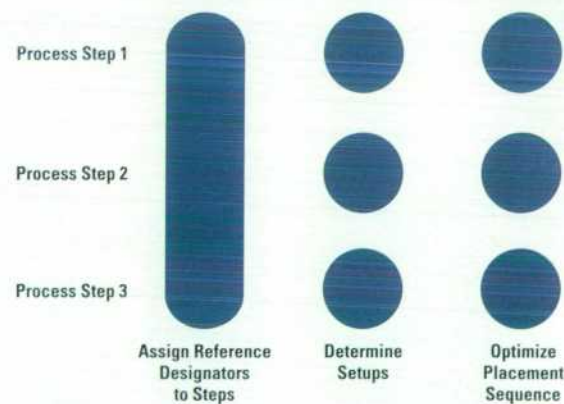 Process Step 1
Process Step 2
Process Step 3
Assign Reference
Designators
to Steps
Determine
Setups
Optimize
Placement
Sequence